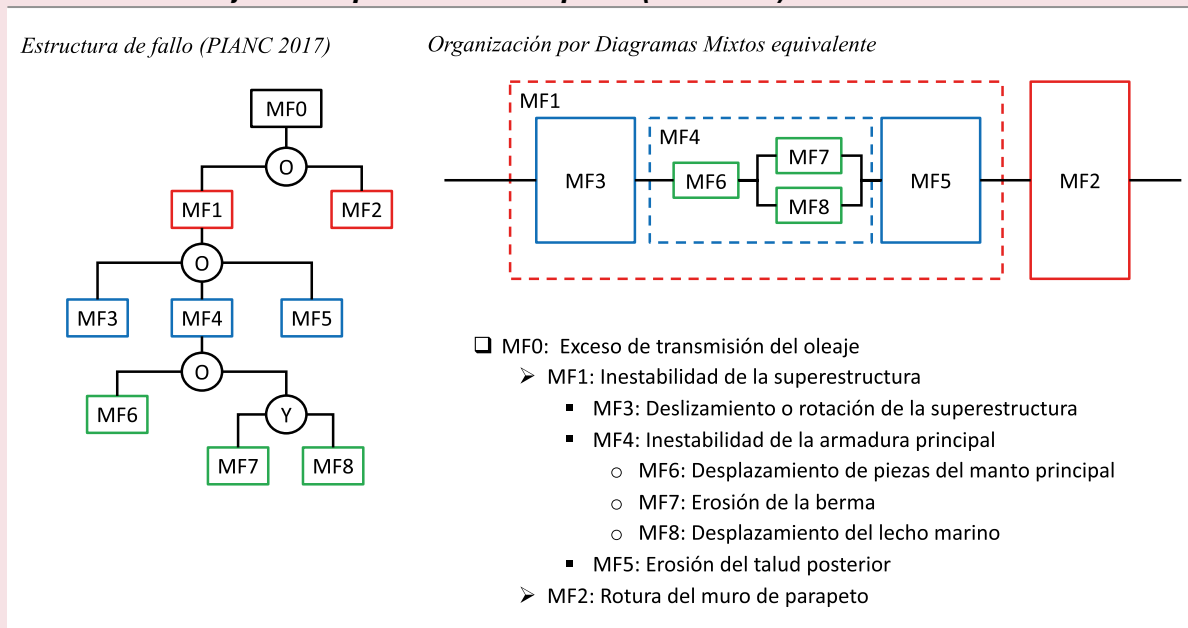 Estructura de fallo (PIANC 2017)
Organización por Diagramas Mixtos equivalente
MF0
O
MF1
MF2
O
MF3
MF4
MF5
O
MF6
Y
MF7
MF8
MF1
MF3
MF4
MF6
MF7
MF8
MF5
MF2
MF0: Exceso de transmisión del oleaje
MF1: Inestabilidad de la superestructura
MF3: Deslizamiento o rotación de la superestructura
MF4: Inestabilidad de la armadura principal
MF6: Desplazamiento de piezas del manto principal
MF7: Erosión de la berma
MF8: Desplazamiento del lecho marino
MF5: Erosión del talud posterior
MF2: Rotura del muro de parapeto